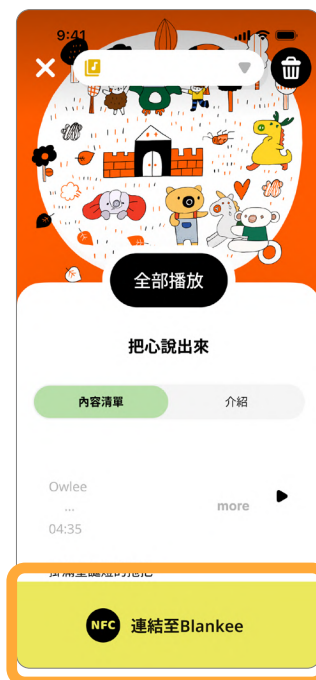 9:41
全部播放
把心說出來
內容清單
介紹
Owlee
...
more
04:35
NFC 連結至Blankee